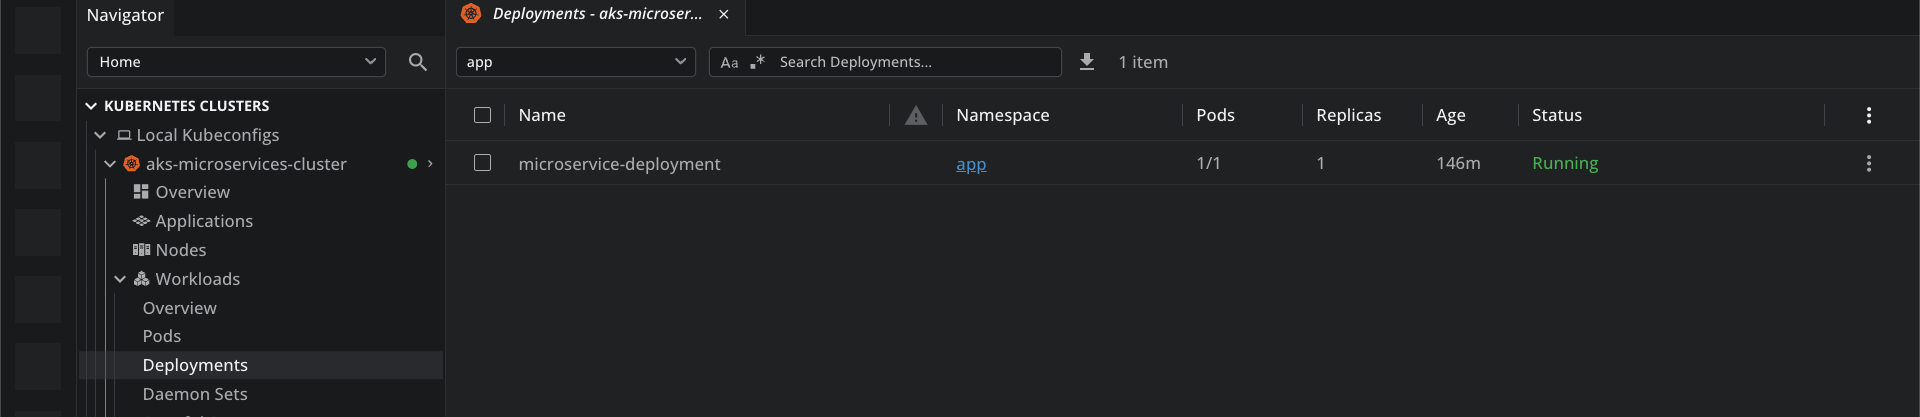 Navigator
Deployments - aks-microser...
Home
app
Aa .* Search Deployments...
1 item
KUBERNETES CLUSTERS
Local Kubeconfigs
aks-microservices-cluster
Overview
Applications
Nodes
Workloads
Overview
Pods
Deployments
Daemon Sets
Name Namespace Pods Replicas Age Status
microservice-deployment app 1/1 1 146m Running